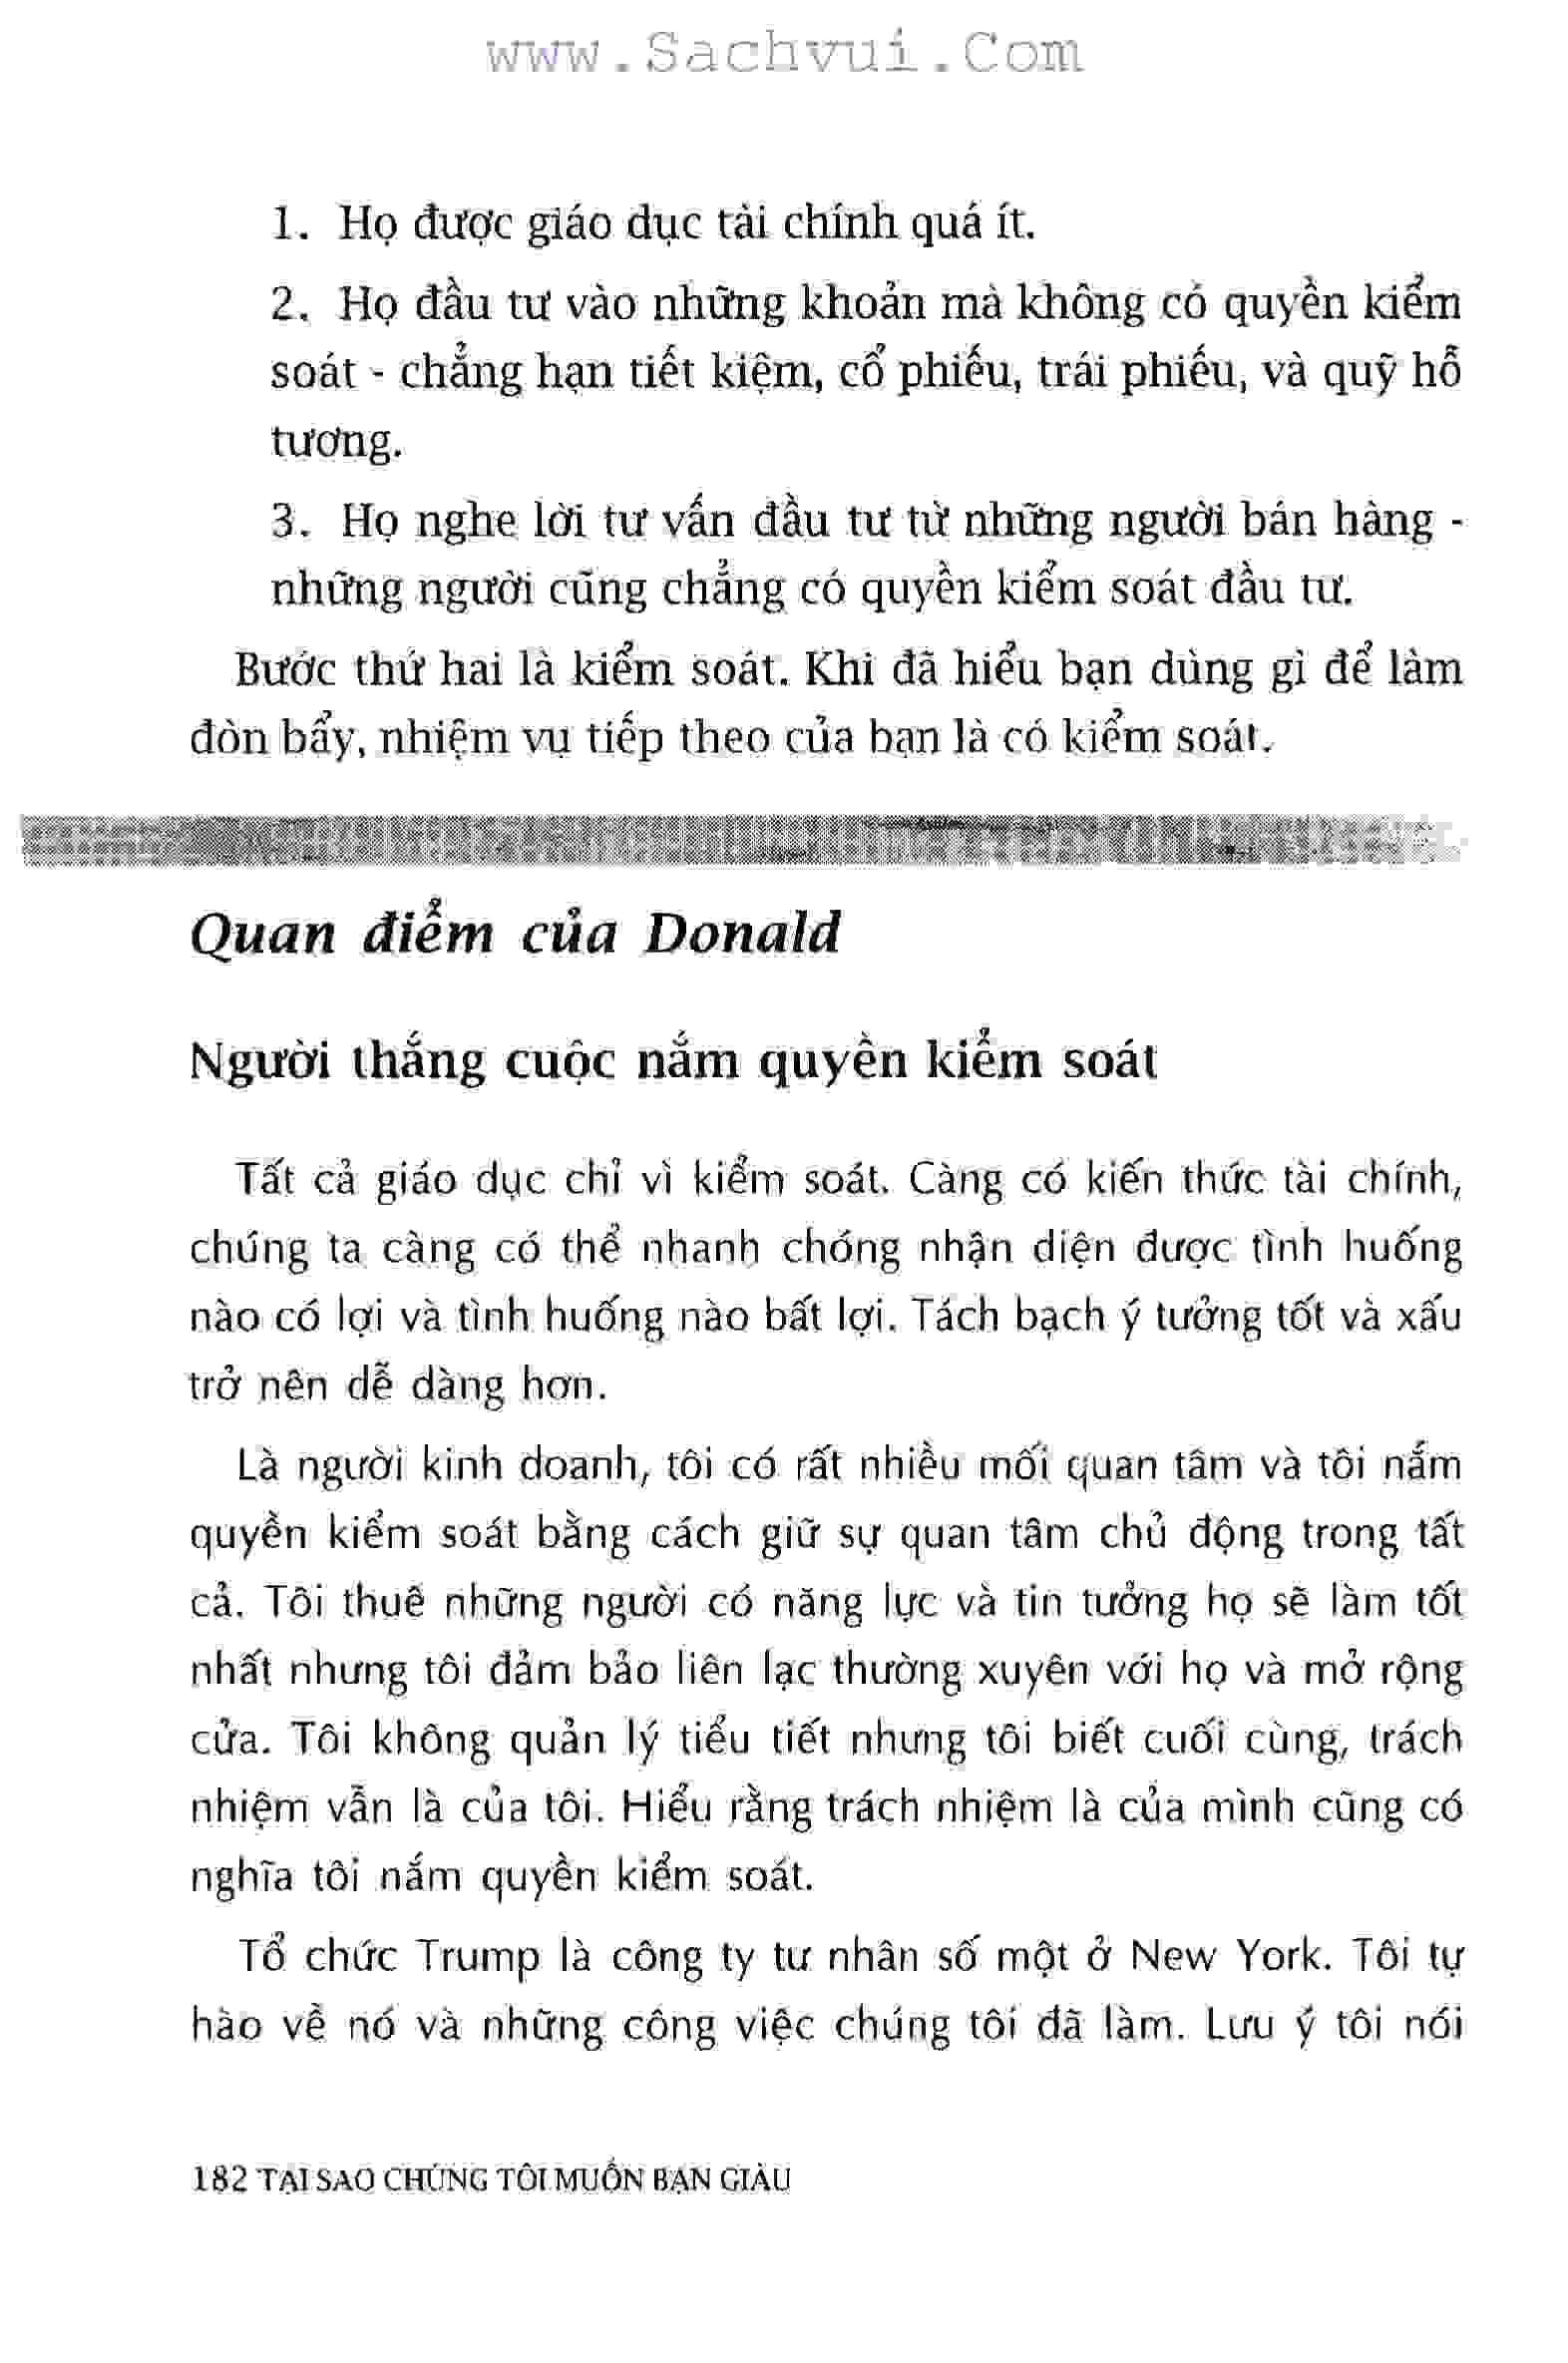 www.Sachvui.Com
1. Họ được giáo dục tài chính quá ít.
2. Họ đầu tư vào những khoản mà không có quyền kiểm
soát - chẳng hạn tiết kiệm, cổ phiếu, trái phiếu, và quỹ hỗ
tương.
3. Họ nghe lời tư vấn đầu tư từ những người bán hàng -
những người cũng chẳng có quyền kiểm soát đầu tư.
Bước thứ hai là kiểm soát. Khi đã hiểu bạn dùng gì để làm
đòn bẩy, nhiệm vụ tiếp theo của bạn là có kiểm soát.
Quan điểm của Donald
Người thắng cuộc nắm quyền kiểm soát
Tất cả giáo dục chỉ vì kiểm soát. Càng có kiến thức tài chính,
chúng ta càng có thể nhanh chóng nhận diện được tình huống
nào có lợi và tình huống nào bất lợi. Tách bạch ý tưởng tốt và xấu
trở nên dễ dàng hơn.
Là người kinh doanh, tôi có rất nhiều mối quan tâm và tôi nắm
quyền kiểm soát bằng cách giữ sự quan tâm chủ động trong tất
cả. Tôi thuê những người có năng lực và tin tưởng họ sẽ làm tốt
nhất nhưng tôi đảm bảo liên lạc thường xuyên với họ và mở rộng
cửa. Tôi không quản lý tiểu tiết nhưng tôi biết cuối cùng, trách
nhiệm vẫn là của tôi. Hiểu rằng trách nhiệm là của mình cũng có
nghĩa tôi nắm quyền kiểm soát.
Tổ chức Trump là công ty tư nhân số một ở New York. Tôi tự
hào về nó và những công việc chúng tôi đã làm. Lưu ý tôi nói
182 TẠI SAO CHÚNG TÔI MUỐN BẠN GIÀU